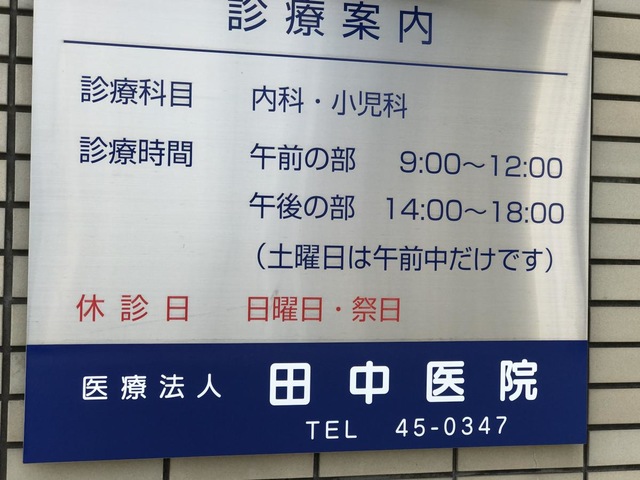 診療案内
診療科目 内科・小児科
診療時間 午前の部 9:00〜12:00
午後の部 14:00〜18:00
（土曜日は午前中だけです）
休診日 日曜日・祭日
医療法人 田中医院
TEL 45-0347